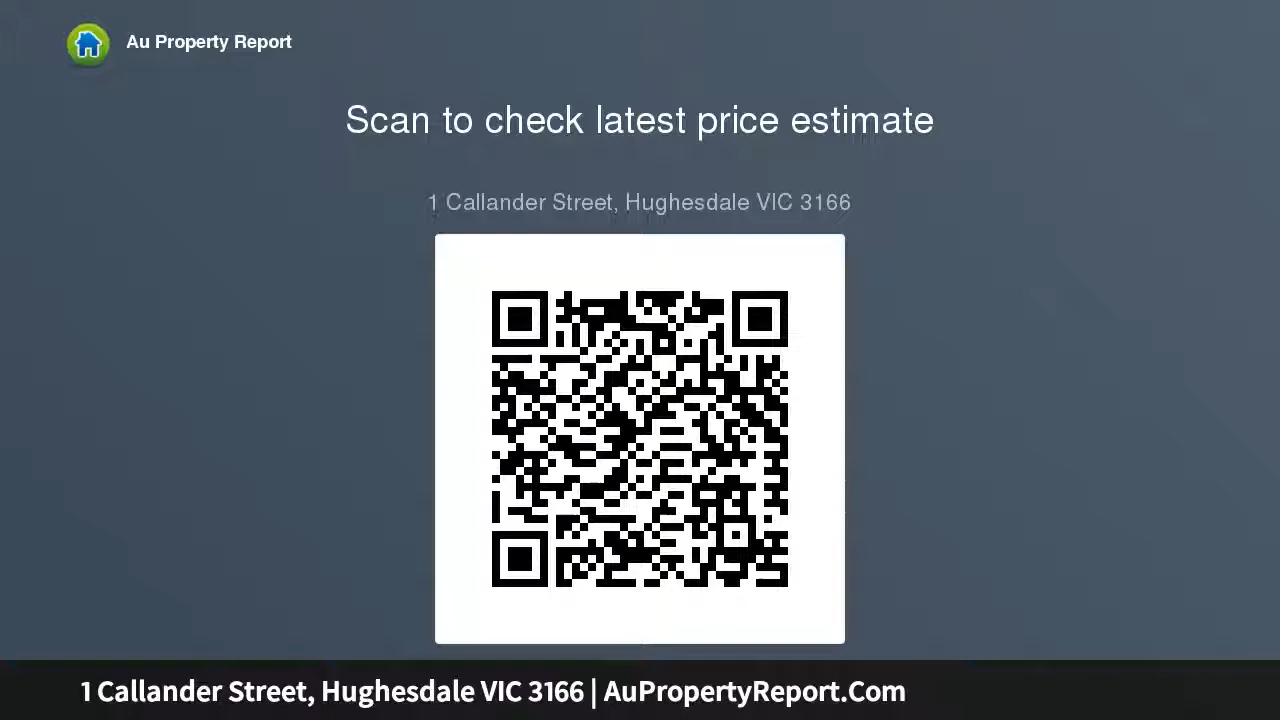 Au Property Report
Scan to check latest price estimate
1 Callander Street, Hughesdale VIC 3166
1 Callander Street, Hughesdale VIC 3166 | AuPropertyReport.Com